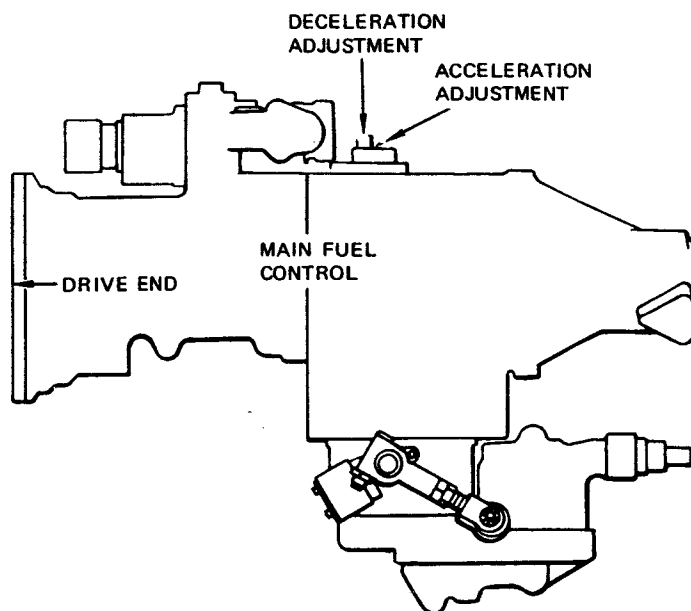 DECELERATION
ADJUSTMENT
ACCELERATION
ADJUSTMENT
MAIN FUEL
CONTROL
DRIVE END